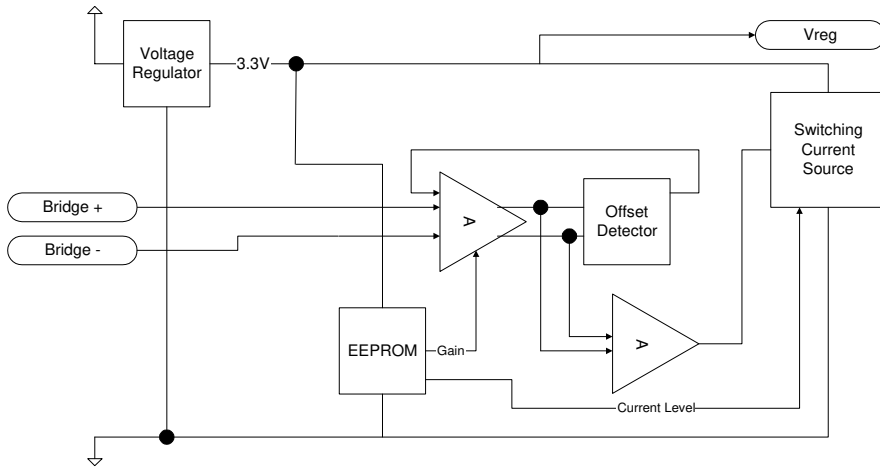 Voltage
Regulator
3.3V
Vreg
Switching
Current
Source
Bridge +
Bridge -
A
Offset
Detector
EEPROM
Gain
A
Current Level